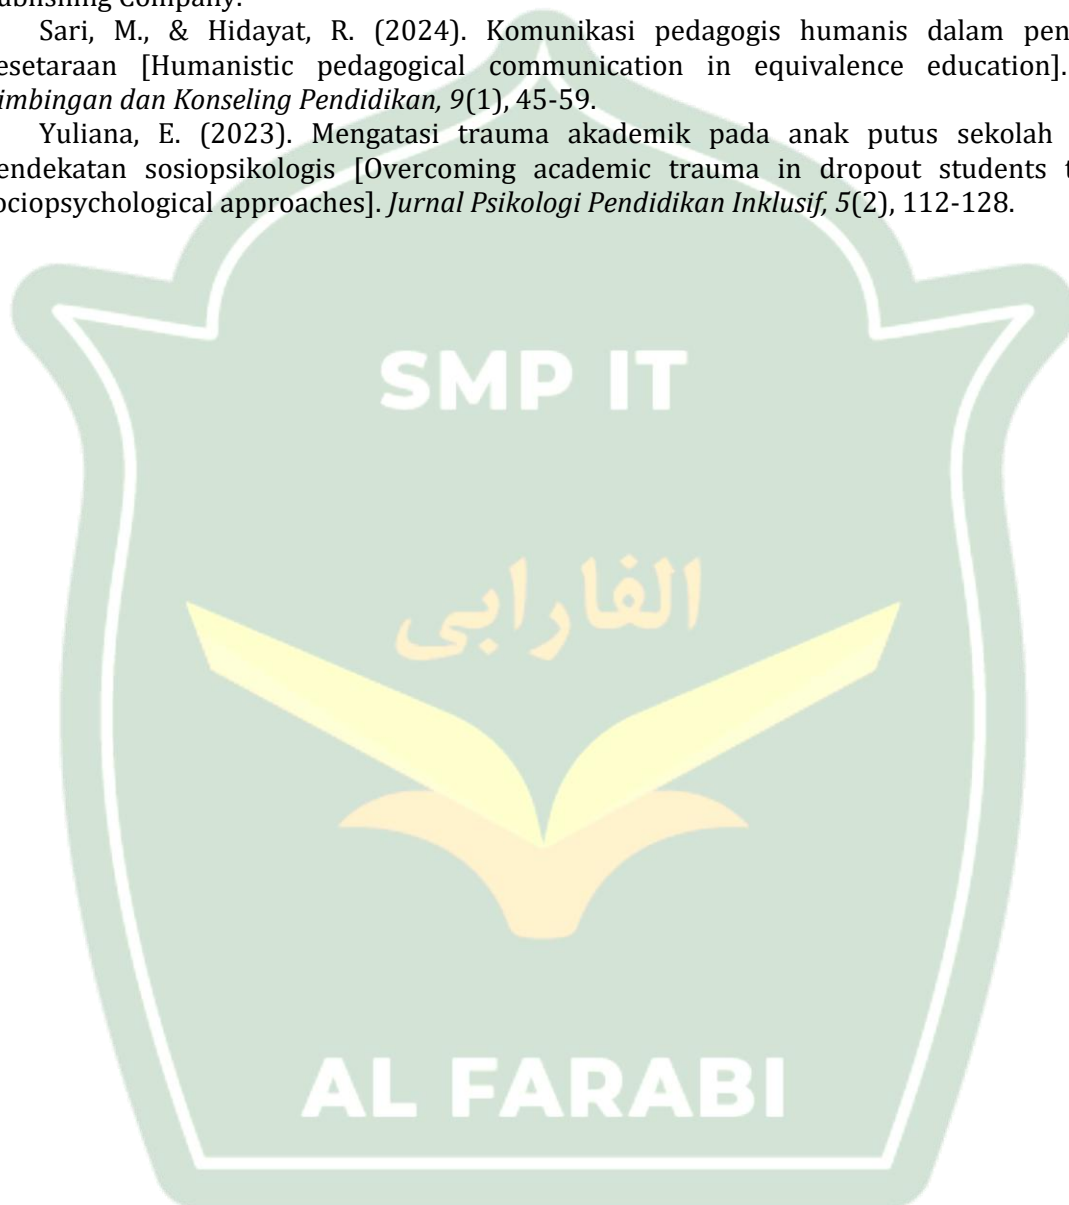 ublishing Company.
Sari, M., & Hidayat, R. (2024). Komunikasi pedagogis humanis dalam pen
esetaraan [Humanistic pedagogical communication in equivalence education].
imbingan dan Konseling Pendidikan, 9(1), 45-59.
Yuliana, E. (2023). Mengatasi trauma akademik pada anak putus sekolah
endekatan sosiopsikologis [Overcoming academic trauma in dropout students t
ociopsychological approaches]. Jurnal Psikologi Pendidikan Inklusif, 5(2), 112-128.
SMP IT
الفارابى
AL FARABI